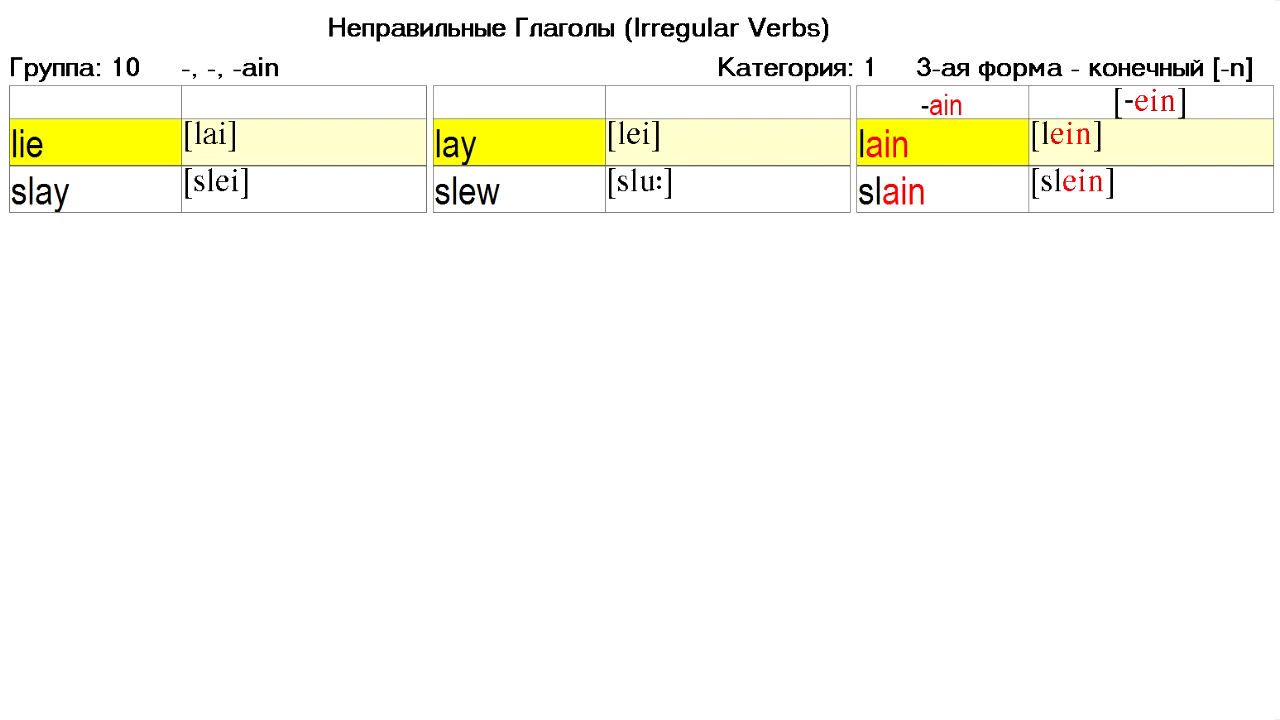 Неправильные Глаголы (Irregular Verbs)
Группа: 10 -, -, -ain Категория: 1 3-ая форма - конечный [-n]
-ain [-ein]
lie [lai] lay [lei] lain [lein]
slay [slei] slew [slu:] slain [slein]